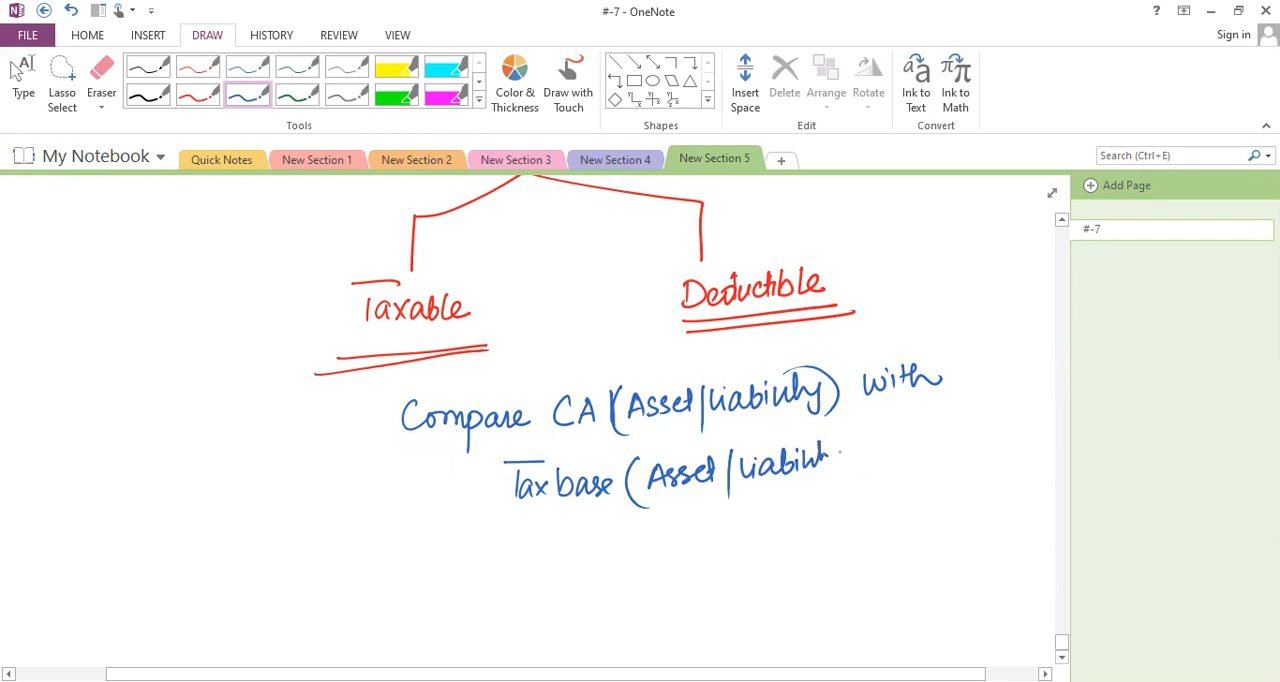 #-7 - OneNote
FILE HOME INSERT DRAW HISTORY REVIEW VIEW
Sign in
Type
Lasso Select
Eraser
Color & Thickness
Draw with Touch
Insert Space
Delete
Arrange
Rotate
Ink to Text
Ink to Math
Tools Shapes Edit Convert
My Notebook Quick Notes New Section 1 New Section 2 New Section 3 New Section 4 New Section 5
Search (Ctrl+E)
Add Page
#-7
Taxable Deductible
Compare CA (Asset/Liability) with
Tax base (Asset/Liabilit